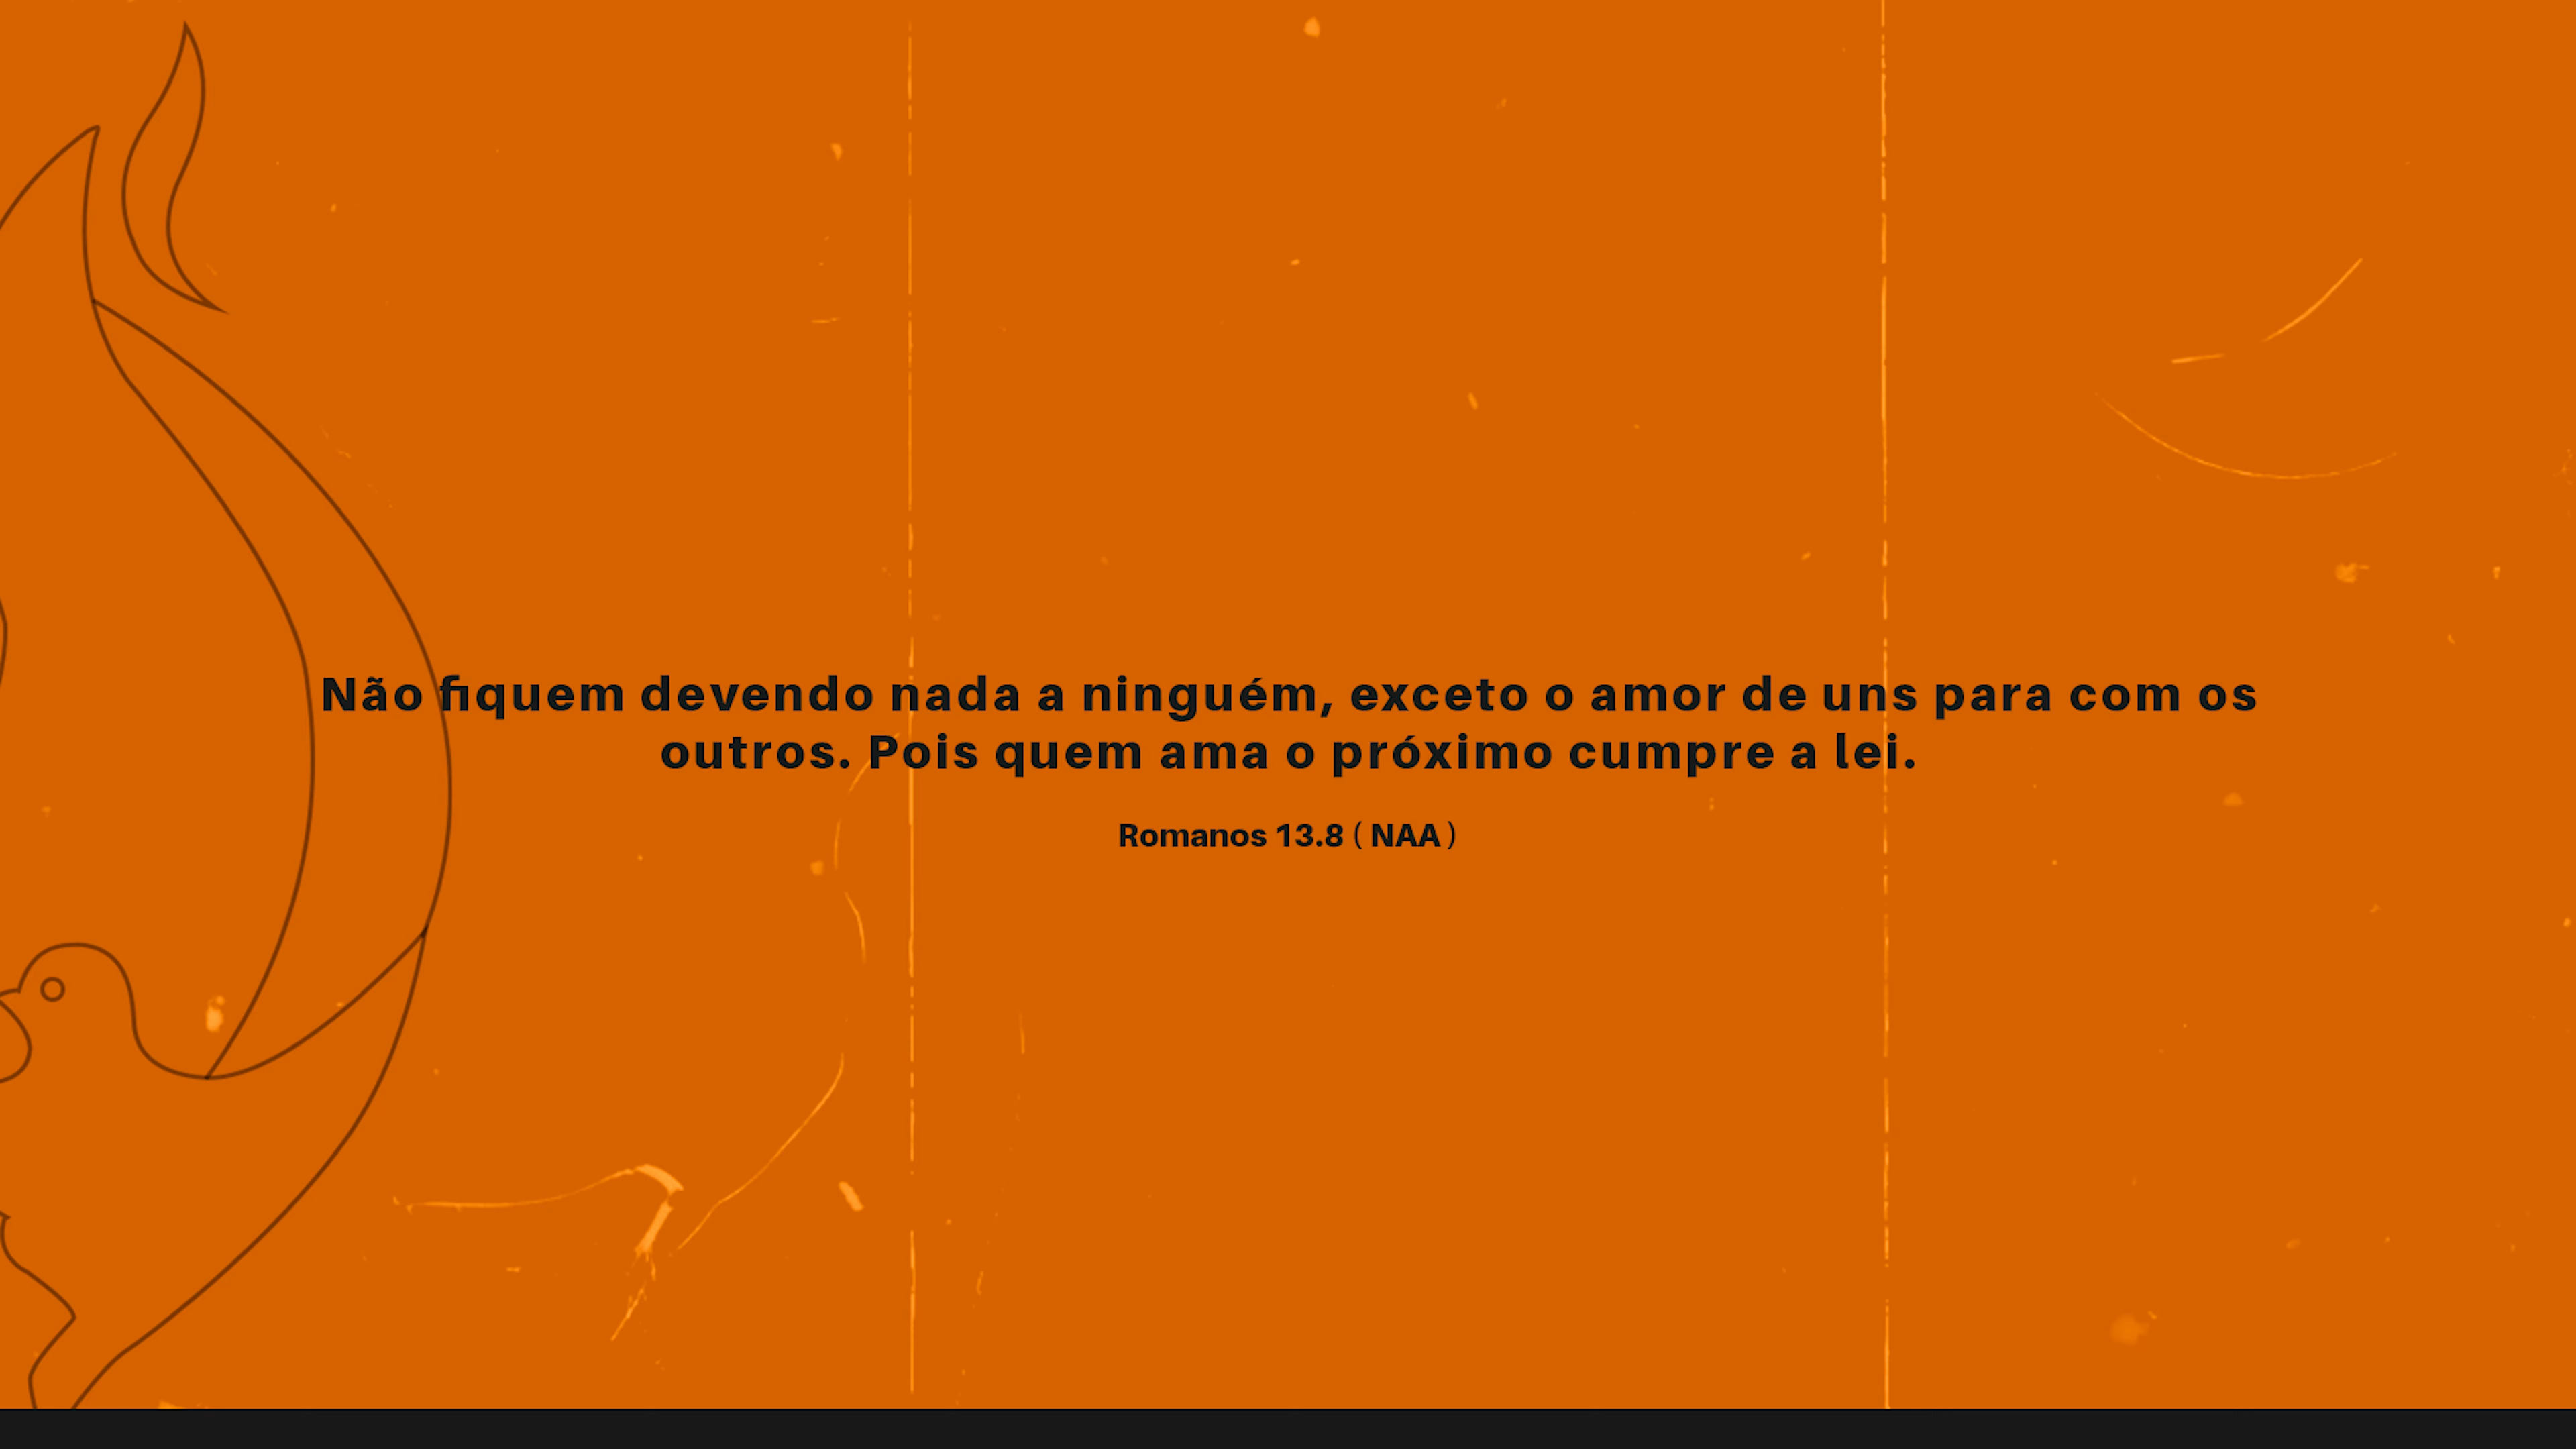 Não fiquem devendo nada a ninguém, exceto o amor de uns para com os
outros. Pois quem ama o próximo cumpre a lei.
Romanos 13.8 ( NAA )